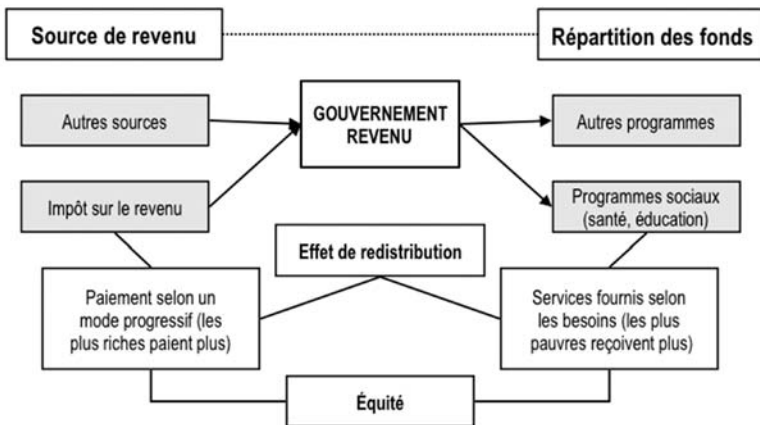 Source de revenu
Répartition des fonds
Autres sources
GOUVERNEMENT
REVENU
Autres programmes
Impôt sur le revenu
Programmes sociaux
(santé, éducation)
Effet de redistribution
Paiement selon un
mode progressif (les
plus riches paient plus)
Services fournis selon
les besoins (les plus
pauvres reçoivent plus)
Équité